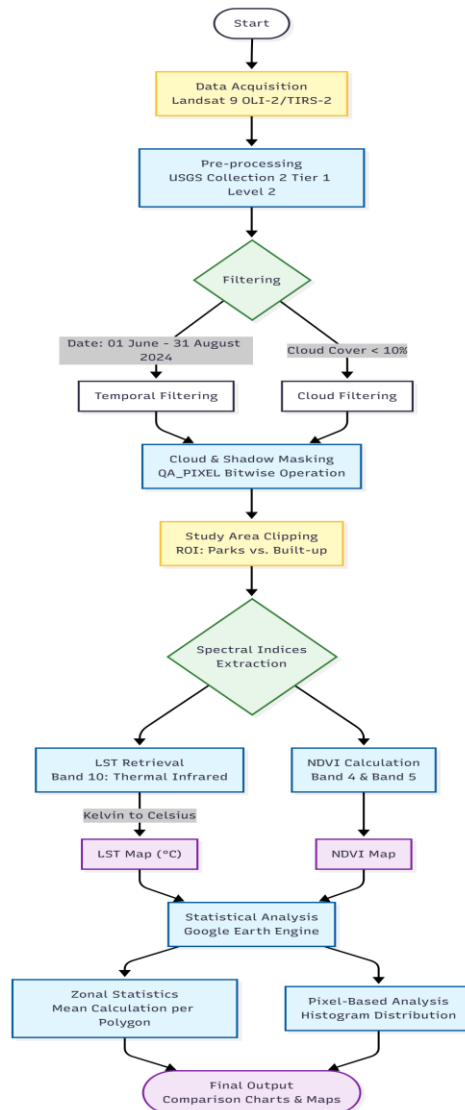 Start
Data Acquisition
Landsat 9 OLI-2/TIRS-2
Pre-processing
USGS Collection 2 Tier 1
Level 2
Filtering
Date: 01 June - 31 August
2024
Cloud Cover < 10%
Temporal Filtering
Cloud Filtering
Cloud & Shadow Masking
QA_PIXEL Bitwise Operation
Study Area Clipping
ROI: Parks vs. Built-up
Spectral Indices
Extraction
LST Retrieval
Band 10: Thermal Infrared
NDVI Calculation
Band 4 & Band 5
Kelvin to Celsius
LST Map (°C)
NDVI Map
Statistical Analysis
Google Earth Engine
Zonal Statistics
Mean Calculation per
Polygon
Pixel-Based Analysis
Histogram Distribution
Final Output
Comparison Charts & Maps